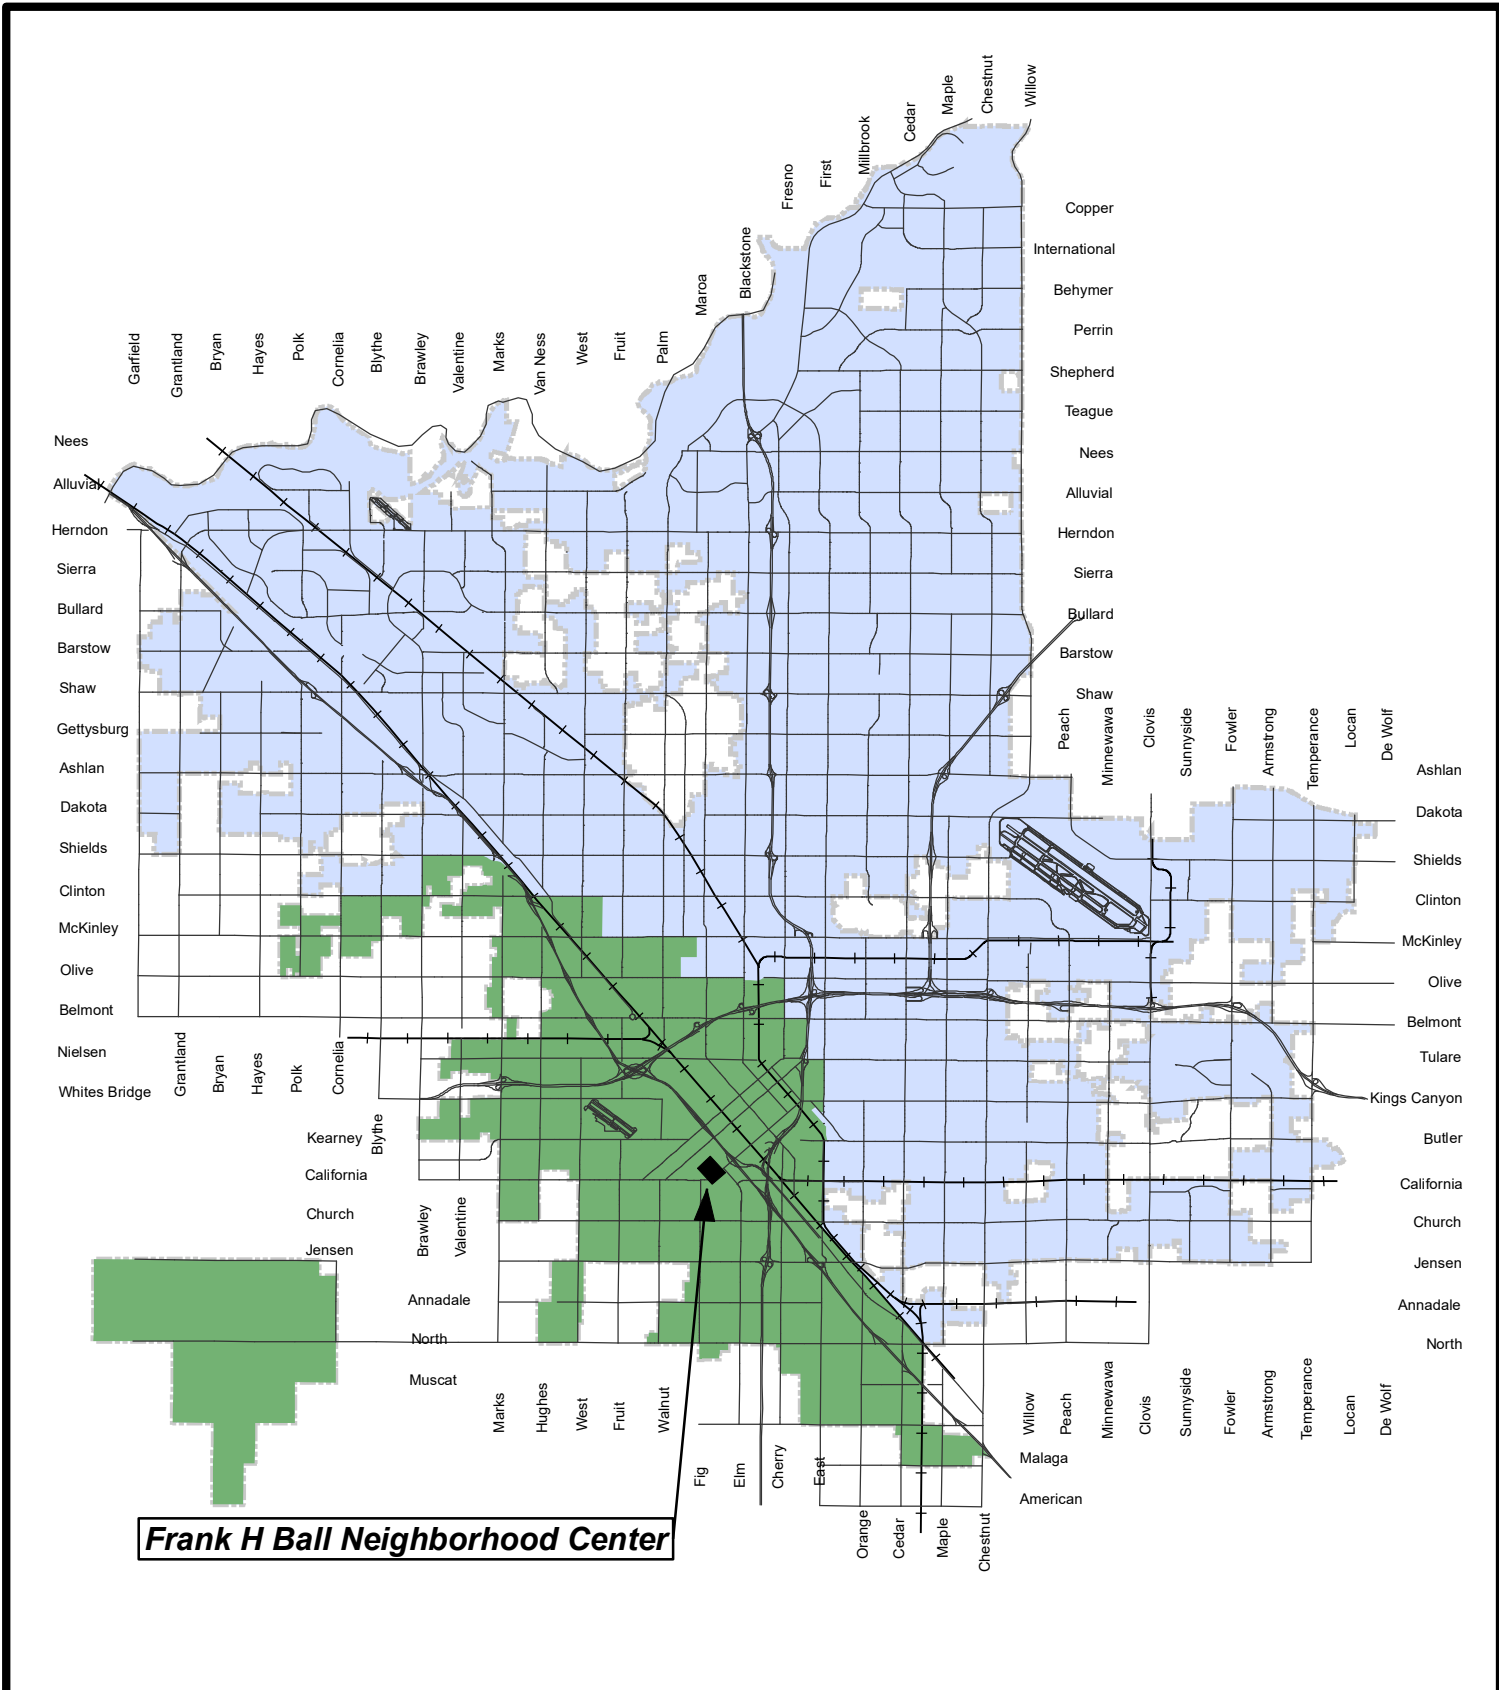 Chestnut
Willow
Maple
Cedar
Millbrook
First
Fresno
Blackstone
Maroa
Copper
International
Behymer
Perrin
Shepherd
Teague
Nees
Alluvial
Herndon
Sierra
Bullard
Barstow
Shaw
Garfield
Grantland
Bryan
Hayes
Polk
Cornelia
Blythe
Brawley
Valentine
Marks
Van Ness
West
Fruit
Palm
Nees
Alluvial
Herndon
Sierra
Bullard
Barstow
Shaw
Gettysburg
Ashlan
Dakota
Shields
Clinton
McKinley
Olive
Belmont
Nielsen
Whites Bridge
Peach
Minnewawa
Clovis
Sunnyside
Fowler
Armstrong
Temperance
Locan
De Wolf
Ashlan
Dakota
Shields
Clinton
McKinley
Olive
Belmont
Tulare
Kings Canyon
Butler
California
Church
Jensen
Annadale
North
Grantland
Bryan
Hayes
Polk
Cornelia
Blythe
Kearney
California
Church
Jensen
Brawley
Valentine
Annadale
North
Muscat
Marks
Hughes
West
Fruit
Walnut
Fig
Elm
Cherry
East
Orange
Cedar
Maple
Chestnut
Willow
Peach
Minnewawa
Clovis
Sunnyside
Fowler
Armstrong
Temperance
Locan
De Wolf
Malaga
American
Frank H Ball Neighborhood Center